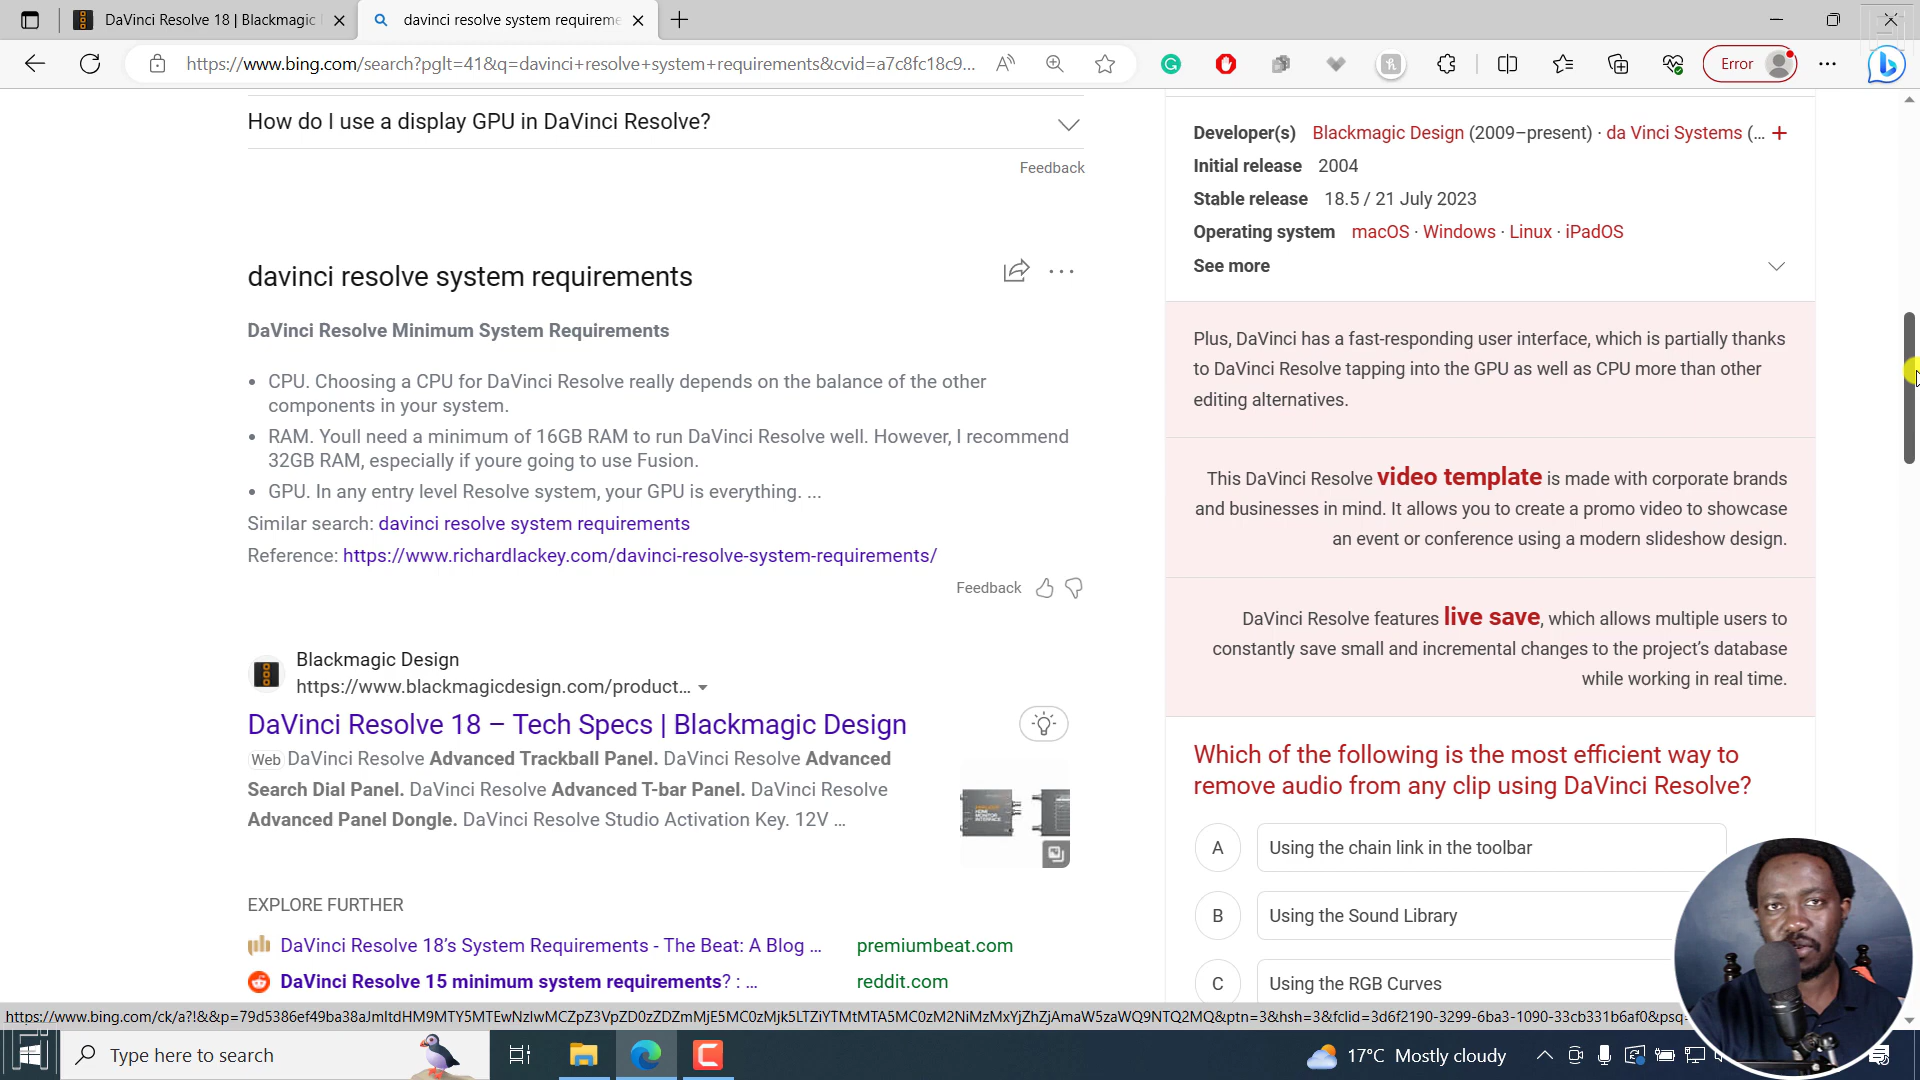 DaVinci Resolve 18 | Blackmagic
davinci resolve system requireme
https://www.bing.com/search?pglt=41&q=davinci+resolve+system+requirements&cvid=a7c8fc18c9...
Error
How do I use a display GPU in DaVinci Resolve?
Feedback
davinci resolve system requirements
DaVinci Resolve Minimum System Requirements
• CPU. Choosing a CPU for DaVinci Resolve really depends on the balance of the other
components in your system.
• RAM. Youll need a minimum of 16GB RAM to run DaVinci Resolve well. However, I recommend
32GB RAM, especially if youre going to use Fusion.
• GPU. In any entry level Resolve system, your GPU is everything. ...
Similar search: davinci resolve system requirements
Reference: https://www.richardlackey.com/davinci-resolve-system-requirements/
Feedback
Blackmagic Design
https://www.blackmagicdesign.com/product...
DaVinci Resolve 18 – Tech Specs | Blackmagic Design
Web DaVinci Resolve Advanced Trackball Panel. DaVinci Resolve Advanced
Search Dial Panel. DaVinci Resolve Advanced T-bar Panel. DaVinci Resolve
Advanced Panel Dongle. DaVinci Resolve Studio Activation Key. 12V ...
EXPLORE FURTHER
DaVinci Resolve 18's System Requirements - The Beat: A Blog ... premiumbeat.com
DaVinci Resolve 15 minimum system requirements? : ... reddit.com
Developer(s) Blackmagic Design (2009–present) · da Vinci Systems (...
Initial release 2004
Stable release 18.5 / 21 July 2023
Operating system macOS · Windows · Linux · iPadOS
See more
Plus, DaVinci has a fast-responding user interface, which is partially thanks
to DaVinci Resolve tapping into the GPU as well as CPU more than other
editing alternatives.
This DaVinci Resolve video template is made with corporate brands
and businesses in mind. It allows you to create a promo video to showcase
an event or conference using a modern slideshow design.
DaVinci Resolve features live save, which allows multiple users to
constantly save small and incremental changes to the project's database
while working in real time.
Which of the following is the most efficient way to
remove audio from any clip using DaVinci Resolve?
A Using the chain link in the toolbar
B Using the Sound Library
C Using the RGB Curves
Type here to search
17°C Mostly cloudy